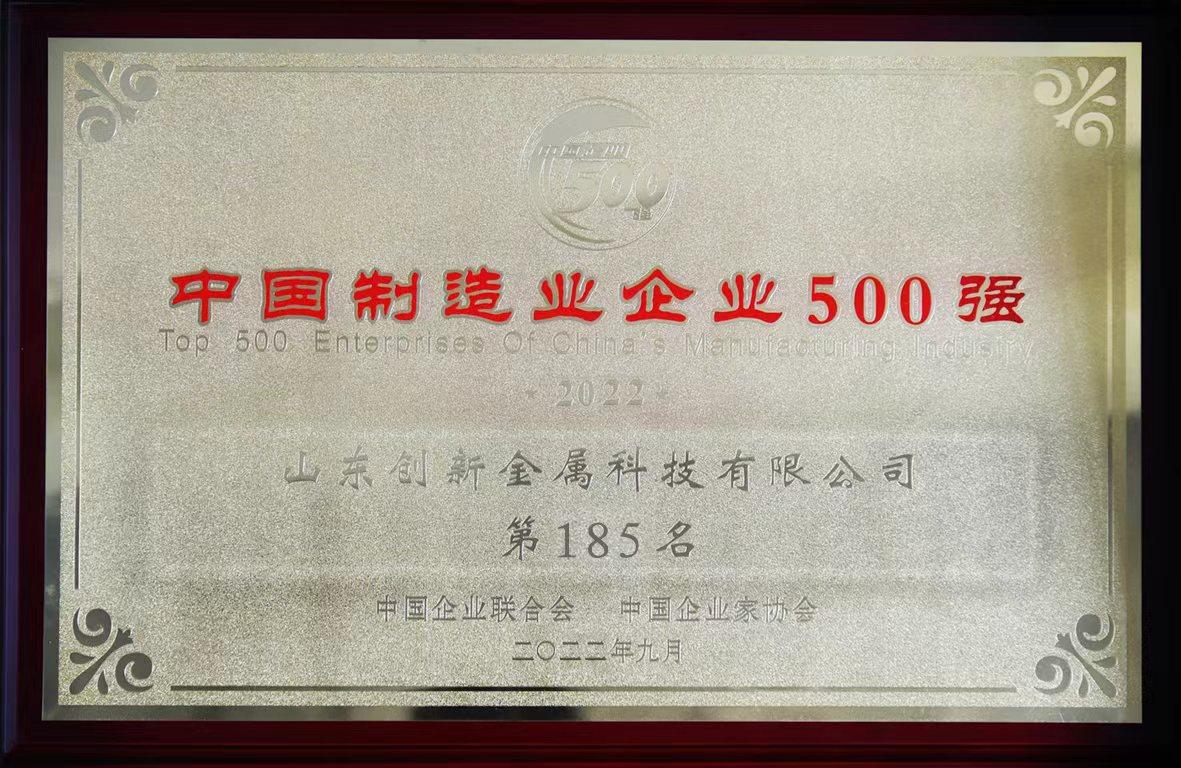 500
中国制造业企业500强
Top 500 Enterprises Of China's Manufacturing Industry
★2022★
山东创新金属科技有限公司
第185名
中国企业联合会 中国企业家协会
二〇二二年九月